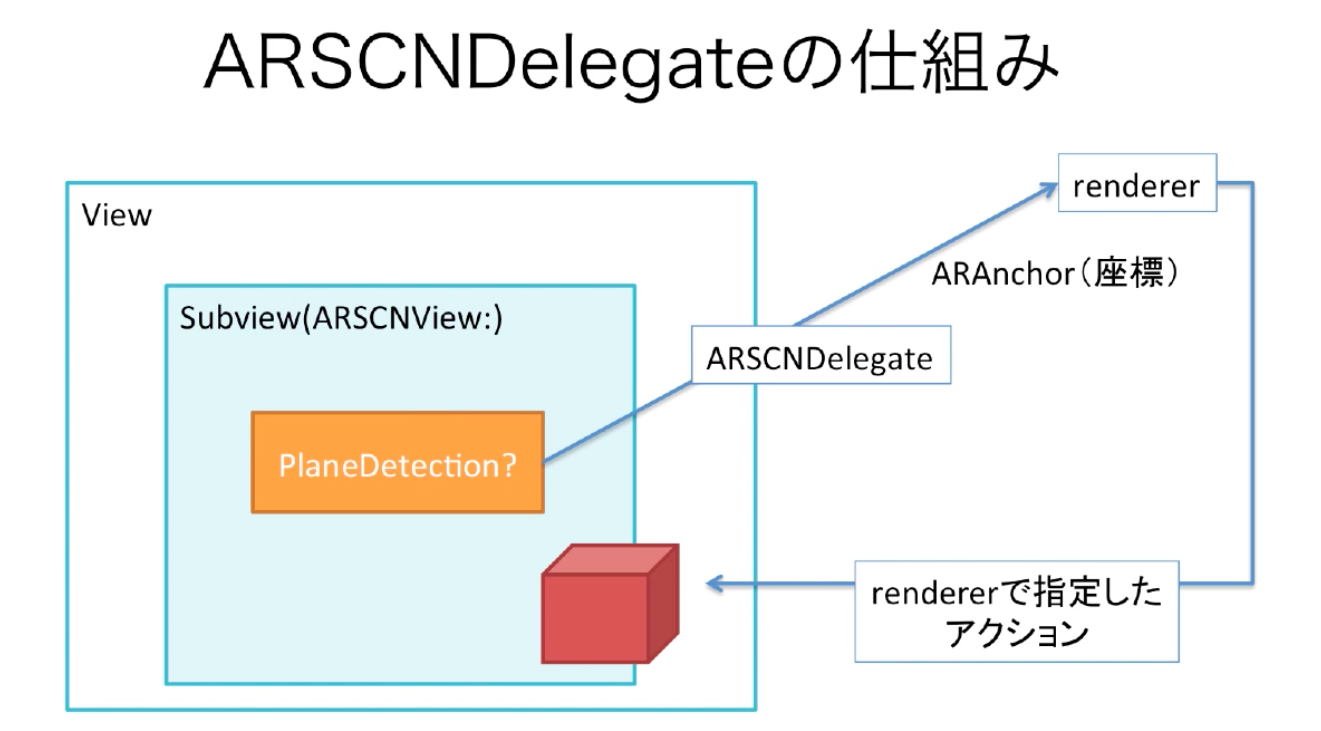 ARSCNDelegateの仕組み
View
renderer
ARAnchor（座標）
Subview(ARSCNView:)
ARSCNDelegate
PlaneDetection?
rendererで指定した
アクション